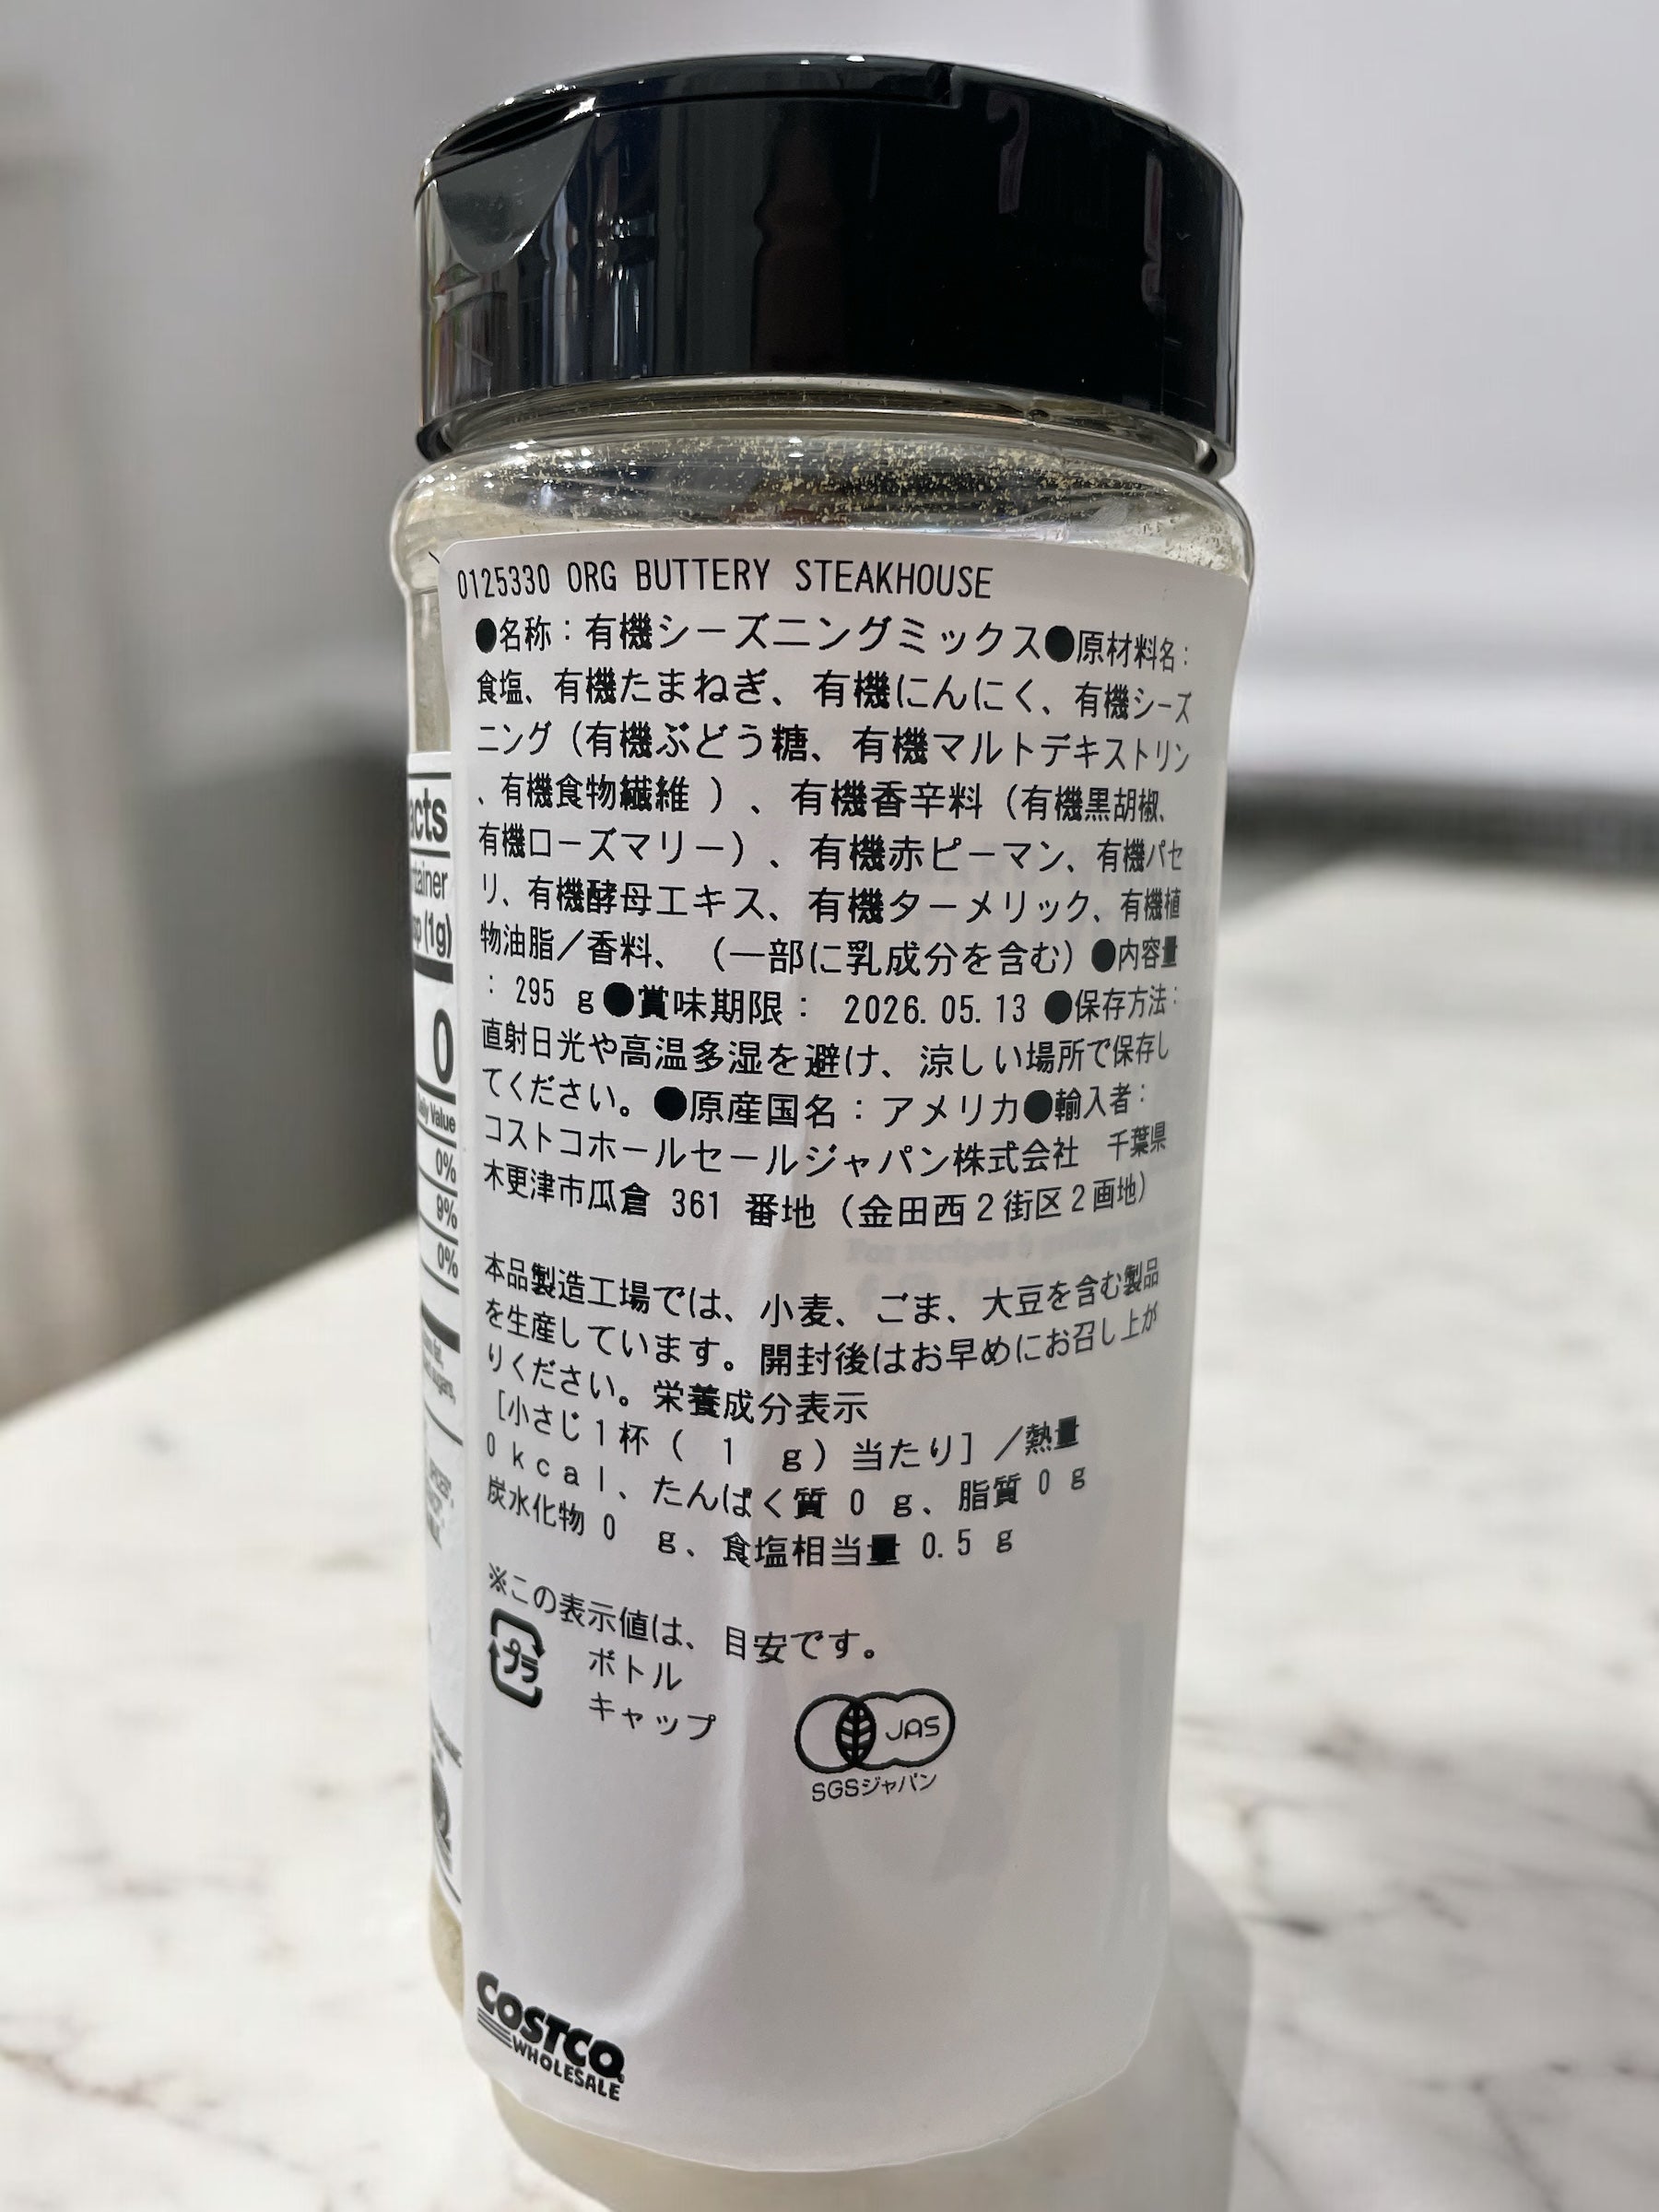 0125330 ORG BUTTERY STEAKHOUSE
●名称：有機シーズニングミックス●原材料名：
食塩、有機たまねぎ、有機にんにく、有機シーズ
ニング（有機ぶどう糖、有機マルトデキストリン
、有機食物繊維 ）、有機香辛料（有機黒胡椒、
有機ローズマリー）、有機赤ピーマン、有機パセ
リ、有機酵母エキス、有機ターメリック、有機植
物油脂／香料、（一部に乳成分を含む）●内容量
：295 g●賞味期限：2026.05.13 ●保存方法：
直射日光や高温多湿を避け、涼しい場所で保存し
てください。●原産国名：アメリカ●輸入者：
コストコホールセールジャパン株式会社 千葉県
木更津市瓜倉 361 番地（金田西２街区２画地）
本品製造工場では、小麦、ごま、大豆を含む製品
を生産しています。開封後はお早めにお召し上が
りください。栄養成分表示
［小さじ１杯（ 1 g）当たり］／熱量
0 kcal、たんぱく質 0 g、脂質 0 g
炭水化物 0 g、食塩相当量 0.5 g
※この表示値は、目安です。
プラ ボトル
キャップ
JAS
SGSジャパン
COSTCO
WHOLESALE
acts
tainer
(1g)
0
Value
0%
9%
0%